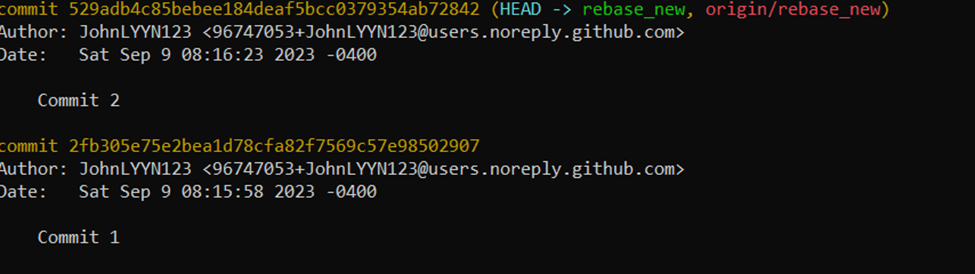 commit 529adb4c85bebee184deaf5bcc0379354ab72842 (HEAD -> rebase_new, origin/rebase_new)
Author: JohnLYYN123 <96747053+JohnLYYN123@users.noreply.github.com>
Date:   Sat Sep 9 08:16:23 2023 -0400
Commit 2
commit 2fb305e75e2bea1d78cfa82f7569c57e98502907
Author: JohnLYYN123 <96747053+JohnLYYN123@users.noreply.github.com>
Date:   Sat Sep 9 08:15:58 2023 -0400
Commit 1